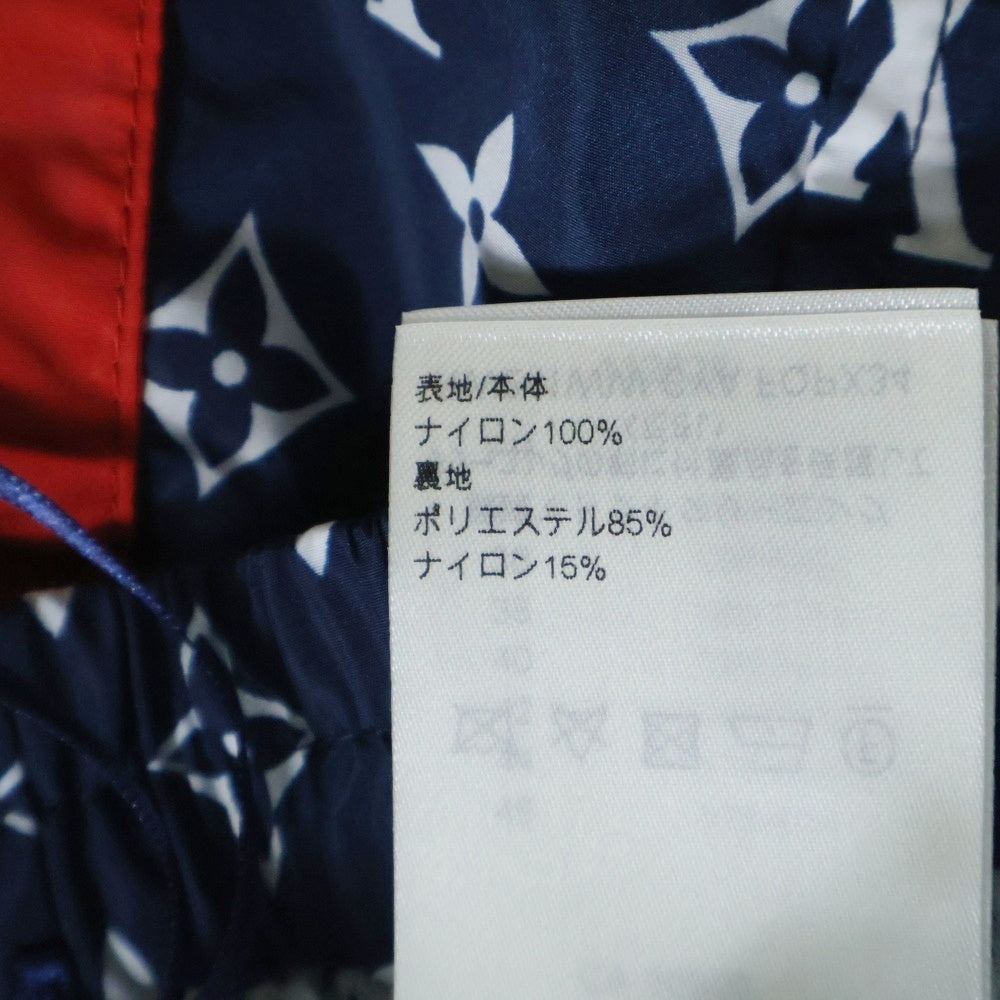 表地/本体
ナイロン100%
裏地
ポリエステル85%
ナイロン15%